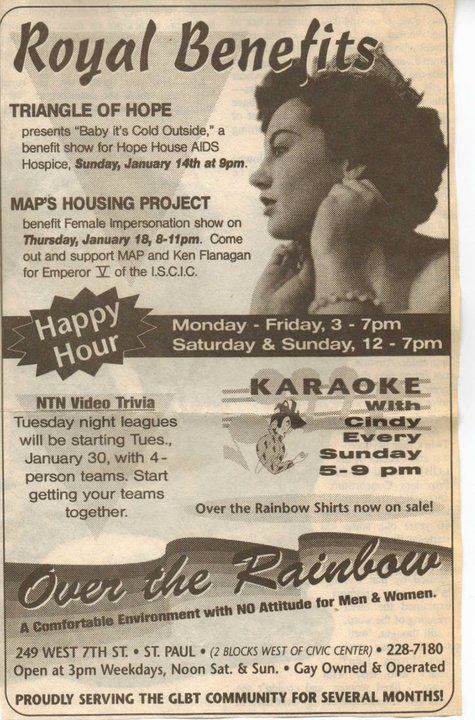 Royal Benefits
TRIANGLE OF HOPE
presents "Baby it's Cold Outside," a
benefit show for Hope House AIDS
Hospice, Sunday, January 14th at 9pm.
MAP'S HOUSING PROJECT
benefit Female Impersonation show on
Thursday, January 18, 8-11pm. Come
out and support MAP and Ken Flanagan
for Emperor V of the I.S.C.I.C.
Happy
Hour
Monday - Friday, 3 - 7pm
Saturday & Sunday, 12 - 7pm
NTN Video Trivia
Tuesday night leagues
will be starting Tues.,
January 30, with 4-
person teams. Start
getting your teams
together.
KARAOKE
With
Cindy
Every
Sunday
5-9 pm
Over the Rainbow Shirts now on sale!
Over the Rainbow
A Comfortable Environment with NO Attitude for Men & Women.
249 WEST 7TH ST. • ST. PAUL • (2 BLOCKS WEST OF CIVIC CENTER) • 228-7180
Open at 3pm Weekdays, Noon Sat. & Sun. • Gay Owned & Operated
PROUDLY SERVING THE GLBT COMMUNITY FOR SEVERAL MONTHS!